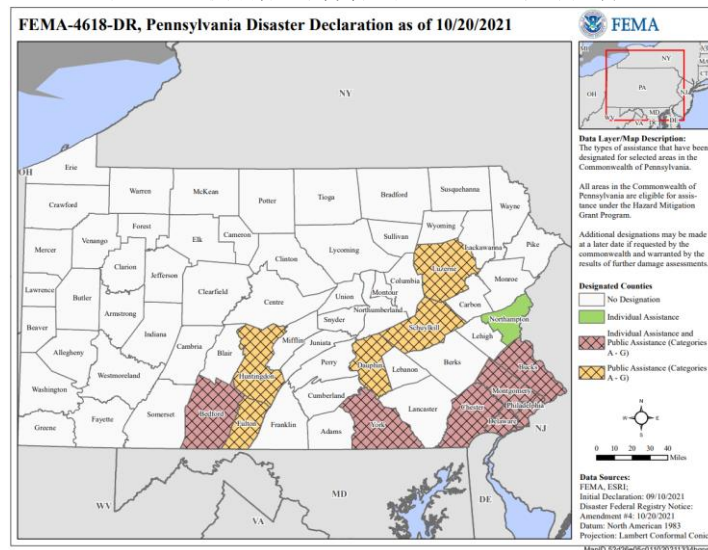 FEMA-4618-DR, Pennsylvania Disaster Declaration as of 10/20/2021
FEMA
NY
OH
PA
NJ
MD
WV
VA
DE
MA
CT
NY
OH
Erie
Crawford
Warren
McKean
Potter
Tioga
Bradford
Susquehanna
Wayne
Mercer
Venango
Forest
Elk
Cameron
Clinton
Lycoming
Sullivan
Wyoming
Lackawanna
Pike
Lawrence
Butler
Clarion
Jefferson
Clearfield
Centre
Union
Montour
Columbia
Luzerne
Monroe
Beaver
Armstrong
Indiana
Cambria
Blair
Huntingdon
Mifflin
Snyder
Juniata
Northumberland
Schuylkill
Carbon
Northampton
Lehigh
Allegheny
Westmoreland
Perry
Dauphin
Lebanon
Berks
Bucks
Montgomery
Washington
Somerset
Bedford
Fulton
Franklin
Cumberland
Adams
York
Lancaster
Chester
Philadelphia
Delaware
Greene
Fayette
WV
VA
MD
DE
NJ
Data Layer/Map Description:
The types of assistance that have been
designated for selected areas in the
Commonwealth of Pennsylvania.
All areas in the Commonwealth of
Pennsylvania are eligible for assis-
tance under the Hazard Mitigation
Grant Program.
Additional designations may be made
at a later date if requested by the
commonwealth and warranted by the
results of further damage assessments.
Designated Counties
No Designation
Individual Assistance
Individual Assistance and
Public Assistance (Categories
A - G)
Public Assistance (Categories
A - G)
N
W
E
S
0 10 20 30 40
Miles
Data Sources:
FEMA, ESRI;
Initial Declaration: 09/10/2021
Disaster Federal Registry Notice:
Amendment #4: 10/20/2021
Datum: North American 1983
Projection: Lambert Conformal Conic